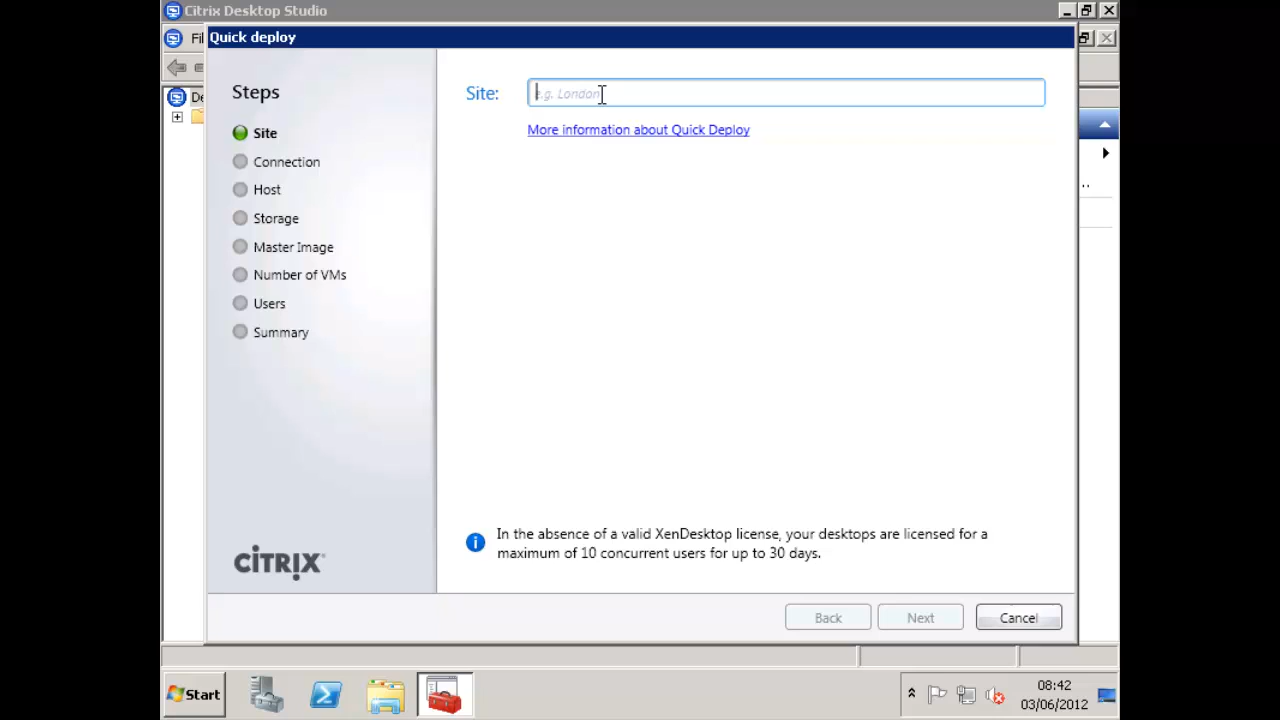 Citrix Desktop Studio
Fil
Quick deploy
De
Steps
Site
Connection
Host
Storage
Master Image
Number of VMs
Users
Summary
Site:
e.g. London
More information about Quick Deploy
..
In the absence of a valid XenDesktop license, your desktops are licensed for a
maximum of 10 concurrent users for up to 30 days.
CITRIX
Back
Next
Cancel
Start
08:42
03/06/2012